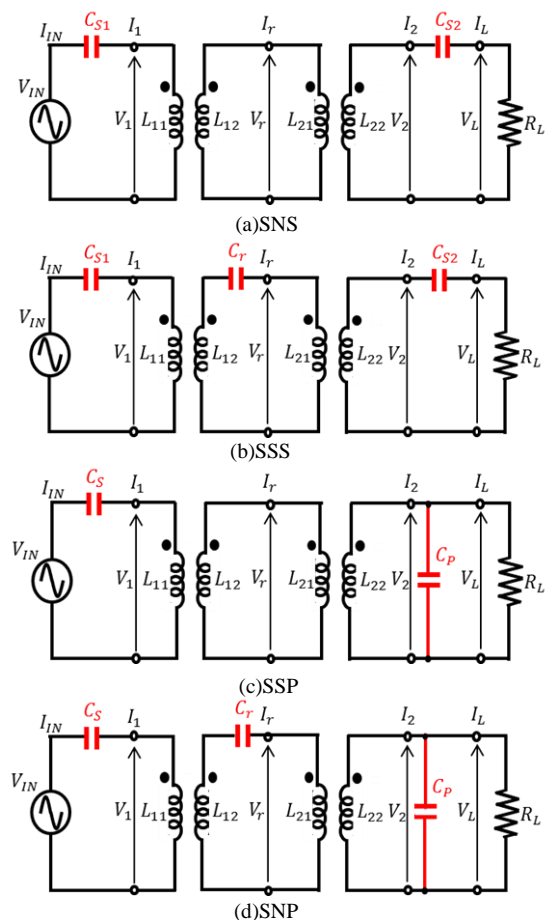 I_IN C_S1 I_1 I_r I_2 C_S2 I_L
V_IN V_1 L_11 L_12 V_r L_21 L_22 V_2 V_L R_L
(a)SNS
I_IN C_S1 I_1 C_r I_r I_2 C_S2 I_L
V_IN V_1 L_11 L_12 V_r L_21 L_22 V_2 V_L R_L
(b)SSS
I_IN C_S I_1 I_r I_2 I_L
V_IN V_1 L_11 L_12 V_r L_21 L_22 V_2 C_P V_L R_L
(c)SSP
I_IN C_S I_1 C_r I_r I_2 I_L
V_IN V_1 L_11 L_12 V_r L_21 L_22 V_2 C_P V_L R_L
(d)SNP